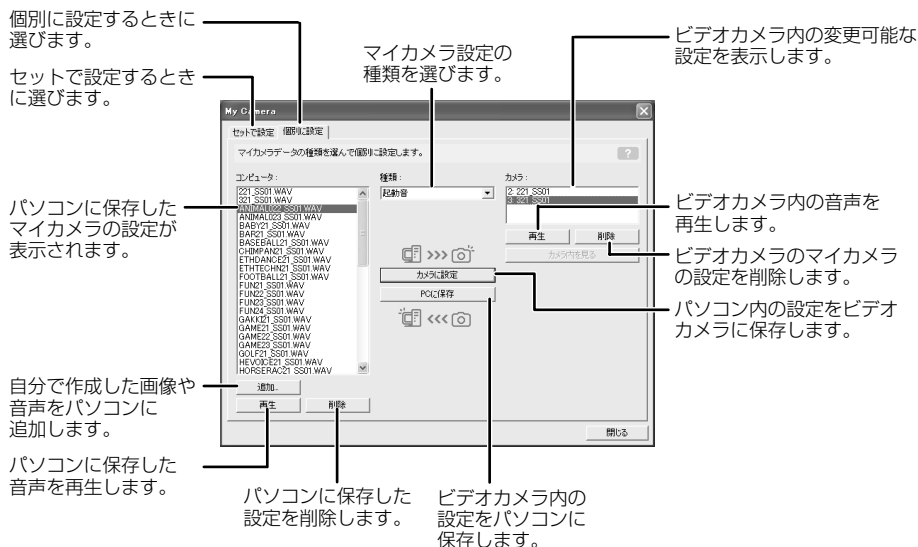 個別に設定するときに
選びます。
セットで設定するとき
に選びます。
マイカメラ設定の
種類を選びます。
ビデオカメラ内の変更可能な
設定を表示します。
My Camera
セットで設定 個別に設定
マイカメラデータの種類を選んで個別に設定します。
?
コンピュータ:
種類:
カメラ:
221_SS01.WAV
321_SS01.WAV
ANIMAL022_SS01.WAV
ANIMAL023_SS01.WAV
BABY21_SS01.WAV
BAR21_SS01.WAV
BASEBALL21_SS01.WAV
CHIMPAN21_SS01.WAV
ETHDANCE21_SS01.WAV
ETHTECHN21_SS01.WAV
FOOTBALL21_SS01.WAV
FUN21_SS01.WAV
FUN22_SS01.WAV
FUN23_SS01.WAV
FUN24_SS01.WAV
GAKKI21_SS01.WAV
GAME21_SS01.WAV
GAME22_SS01.WAV
GAME23_SS01.WAV
GOLF21_SS01.WAV
HEVOICE21_SS01.WAV
HORSERAC21_SS01.WAV
起動音
2: 221_SS01
3: 321_SS01
再生 削除
カメラ内を見る
カメラに設定
PCに保存
追加...
再生 削除
閉じる
パソコンに保存した
マイカメラの設定が
表示されます。
ビデオカメラ内の音声を
再生します。
ビデオカメラのマイカメラ
の設定を削除します。
パソコン内の設定をビデオ
カメラに保存します。
自分で作成した画像や
音声をパソコンに
追加します。
パソコンに保存した
音声を再生します。
パソコンに保存した
設定を削除します。
ビデオカメラ内の
設定をパソコンに
保存します。